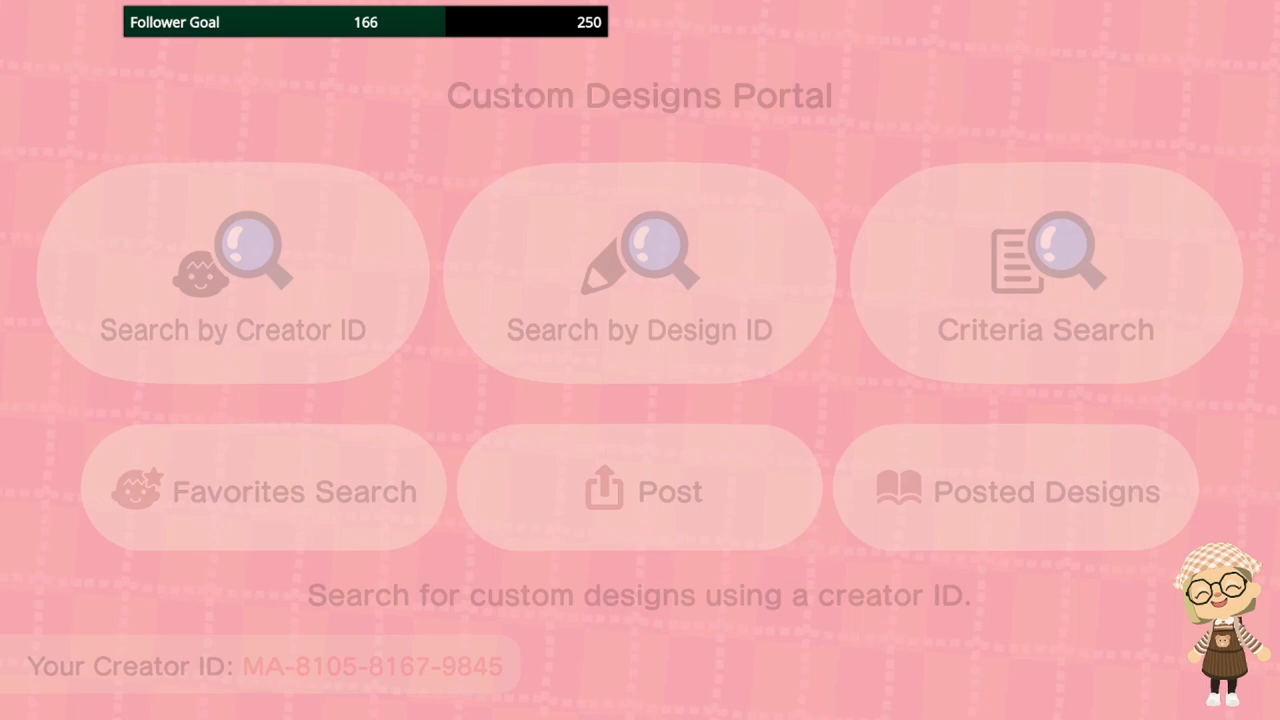 Follower Goal 166 250
Custom Designs Portal
Search by Creator ID
Search by Design ID
Criteria Search
Favorites Search
Post
Posted Designs
Search for custom designs using a creator ID.
Your Creator ID: MA-8105-8167-9845